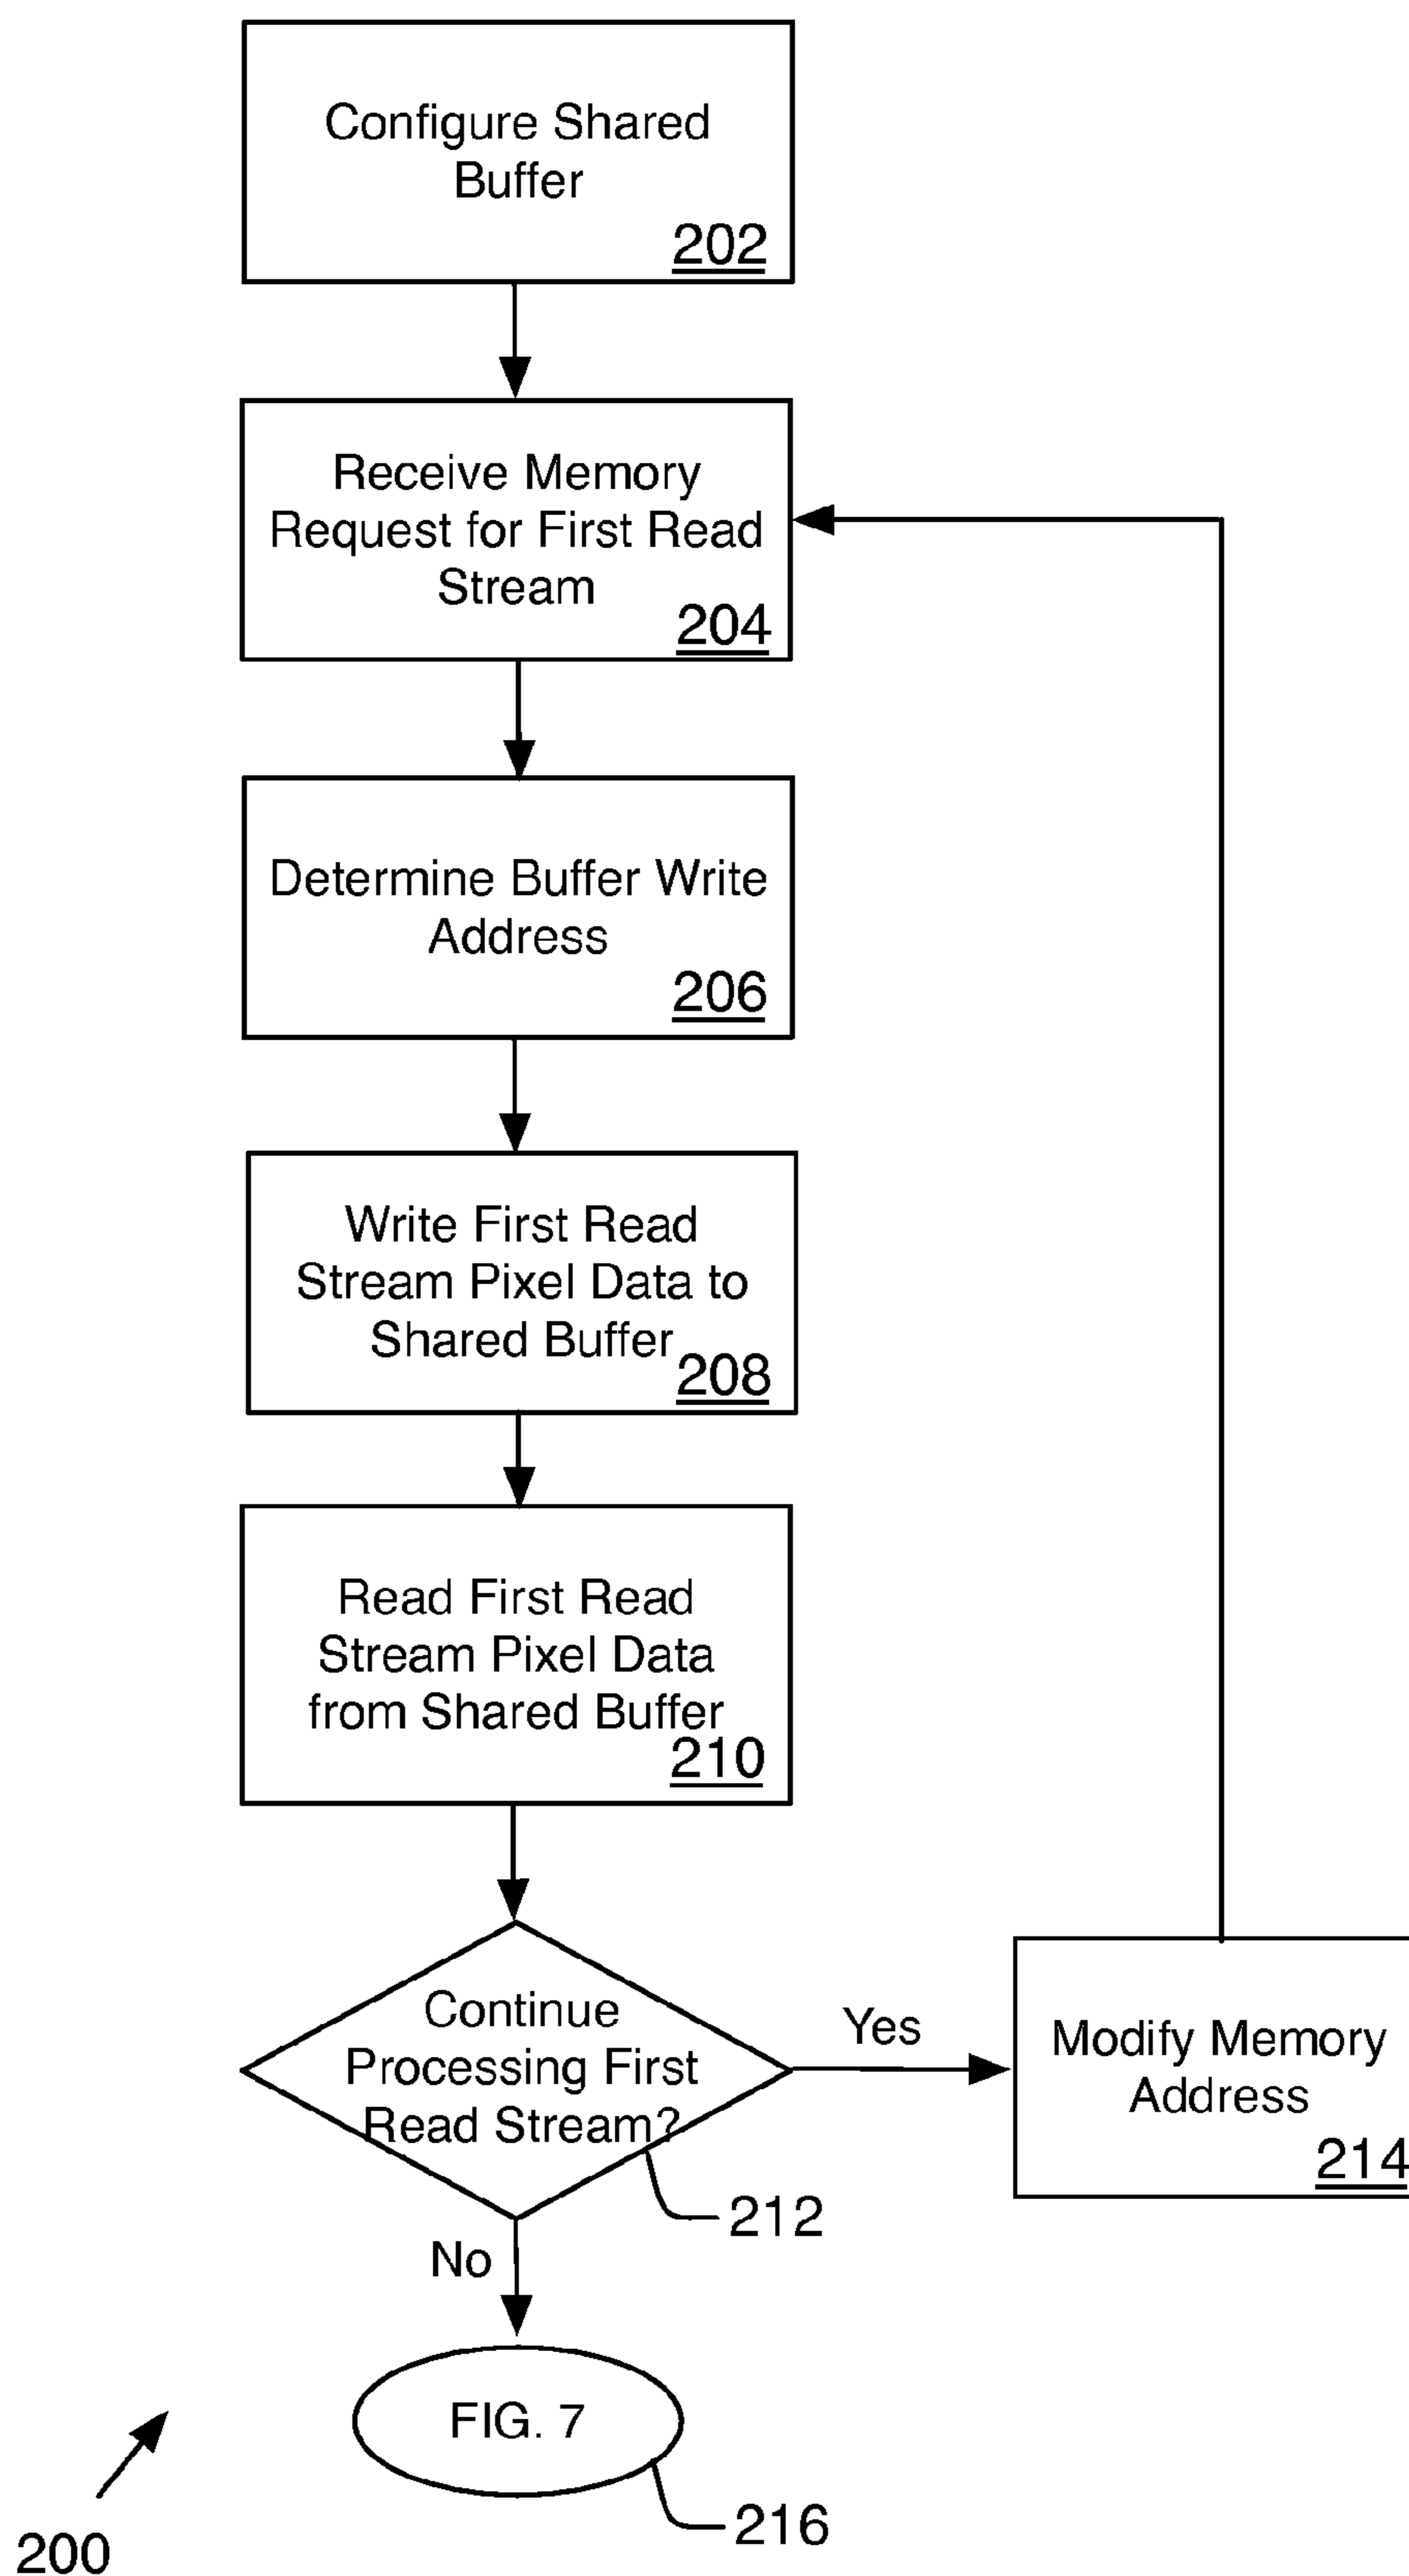 Configure Shared
Buffer
202
Receive Memory
Request for First Read
Stream
204
Determine Buffer Write
Address
206
Write First Read
Stream Pixel Data to
Shared Buffer
208
Read First Read
Stream Pixel Data
from Shared Buffer
210
Continue
Processing First
Read Stream?
212
Yes
Modify Memory
Address
214
No
FIG. 7
216
200